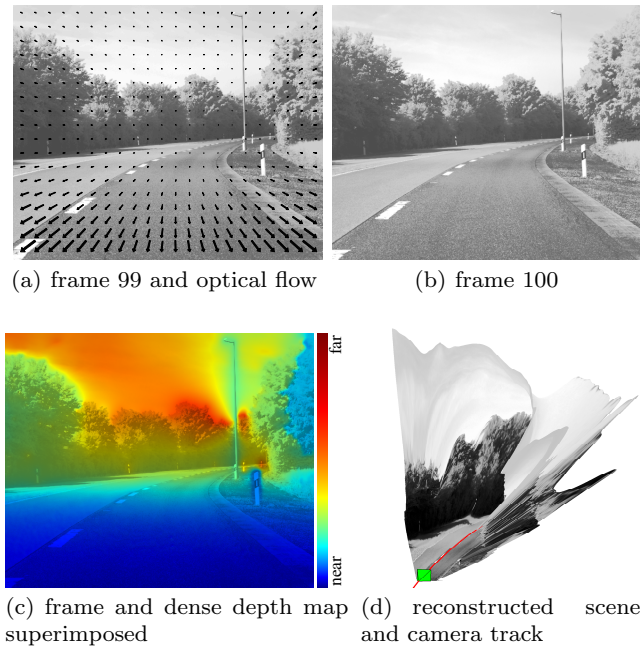 (a) frame 99 and optical flow
(b) frame 100
far
near
(c) frame and dense depth map
superimposed
(d) reconstructed scene
and camera track